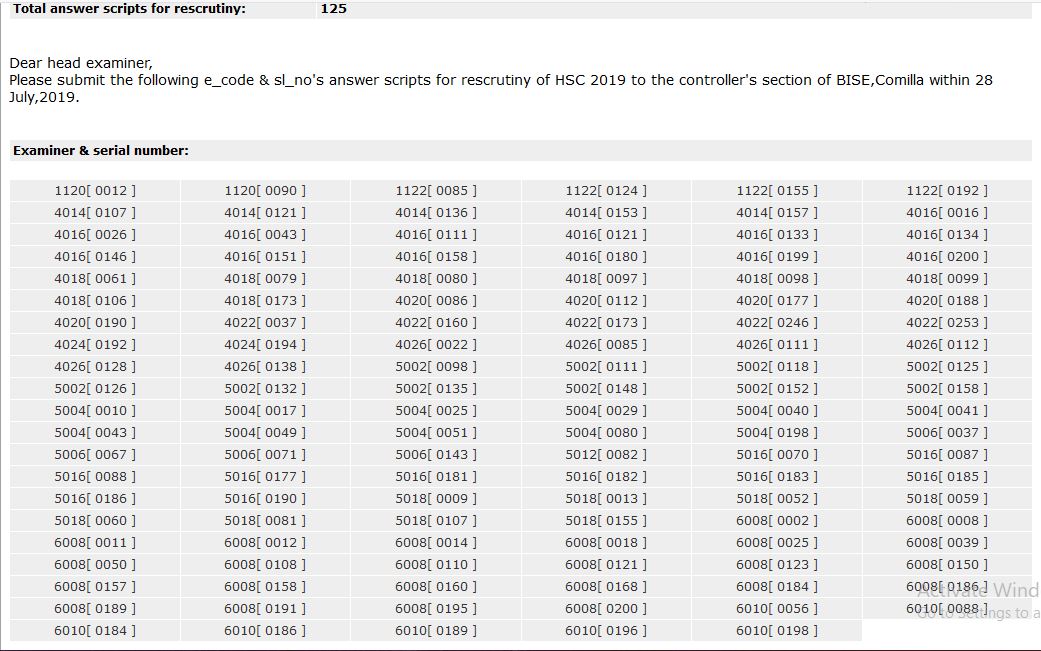 Total answer scripts for rescrutiny: 125
Dear head examiner,
Please submit the following e_code & sl_no's answer scripts for rescrutiny of HSC 2019 to the controller's section of BISE,Comilla within 28
July,2019.
Examiner & serial number:
1120[ 0012 ] 1120[ 0090 ] 1122[ 0085 ] 1122[ 0124 ] 1122[ 0155 ] 1122[ 0192 ]
4014[ 0107 ] 4014[ 0121 ] 4014[ 0136 ] 4014[ 0153 ] 4014[ 0157 ] 4016[ 0016 ]
4016[ 0026 ] 4016[ 0043 ] 4016[ 0111 ] 4016[ 0121 ] 4016[ 0133 ] 4016[ 0134 ]
4016[ 0146 ] 4016[ 0151 ] 4016[ 0158 ] 4016[ 0180 ] 4016[ 0199 ] 4016[ 0200 ]
4018[ 0061 ] 4018[ 0079 ] 4018[ 0080 ] 4018[ 0097 ] 4018[ 0098 ] 4018[ 0099 ]
4018[ 0106 ] 4018[ 0173 ] 4020[ 0086 ] 4020[ 0112 ] 4020[ 0177 ] 4020[ 0188 ]
4020[ 0190 ] 4022[ 0037 ] 4022[ 0160 ] 4022[ 0173 ] 4022[ 0246 ] 4022[ 0253 ]
4024[ 0192 ] 4024[ 0194 ] 4026[ 0022 ] 4026[ 0085 ] 4026[ 0111 ] 4026[ 0112 ]
4026[ 0128 ] 4026[ 0138 ] 5002[ 0098 ] 5002[ 0111 ] 5002[ 0118 ] 5002[ 0125 ]
5002[ 0126 ] 5002[ 0132 ] 5002[ 0135 ] 5002[ 0148 ] 5002[ 0152 ] 5002[ 0158 ]
5004[ 0010 ] 5004[ 0017 ] 5004[ 0025 ] 5004[ 0029 ] 5004[ 0040 ] 5004[ 0041 ]
5004[ 0043 ] 5004[ 0049 ] 5004[ 0051 ] 5004[ 0080 ] 5004[ 0198 ] 5006[ 0037 ]
5006[ 0067 ] 5006[ 0071 ] 5006[ 0143 ] 5012[ 0082 ] 5016[ 0070 ] 5016[ 0087 ]
5016[ 0088 ] 5016[ 0177 ] 5016[ 0181 ] 5016[ 0182 ] 5016[ 0183 ] 5016[ 0185 ]
5016[ 0186 ] 5016[ 0190 ] 5018[ 0009 ] 5018[ 0013 ] 5018[ 0052 ] 5018[ 0059 ]
5018[ 0060 ] 5018[ 0081 ] 5018[ 0107 ] 5018[ 0155 ] 6008[ 0002 ] 6008[ 0008 ]
6008[ 0011 ] 6008[ 0012 ] 6008[ 0014 ] 6008[ 0018 ] 6008[ 0025 ] 6008[ 0039 ]
6008[ 0050 ] 6008[ 0108 ] 6008[ 0110 ] 6008[ 0121 ] 6008[ 0123 ] 6008[ 0150 ]
6008[ 0157 ] 6008[ 0158 ] 6008[ 0160 ] 6008[ 0168 ] 6008[ 0184 ] 6008[ 0186 ]
Activate Wind
6008[ 0189 ] 6008[ 0191 ] 6008[ 0195 ] 6008[ 0200 ] 6010[ 0056 ] 6010[ 0088 ]
Go to Settings to a
6010[ 0184 ] 6010[ 0186 ] 6010[ 0189 ] 6010[ 0196 ] 6010[ 0198 ]